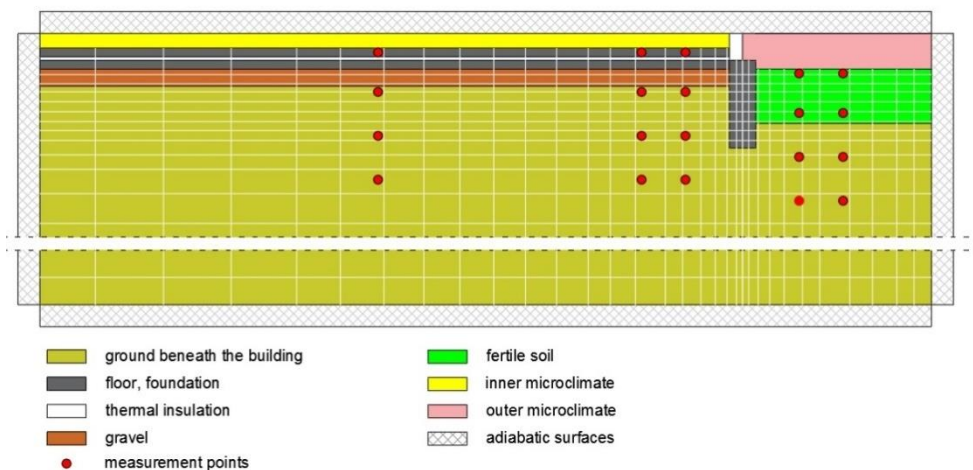 ground beneath the building
floor, foundation
thermal insulation
gravel
measurement points
fertile soil
inner microclimate
outer microclimate
adiabatic surfaces